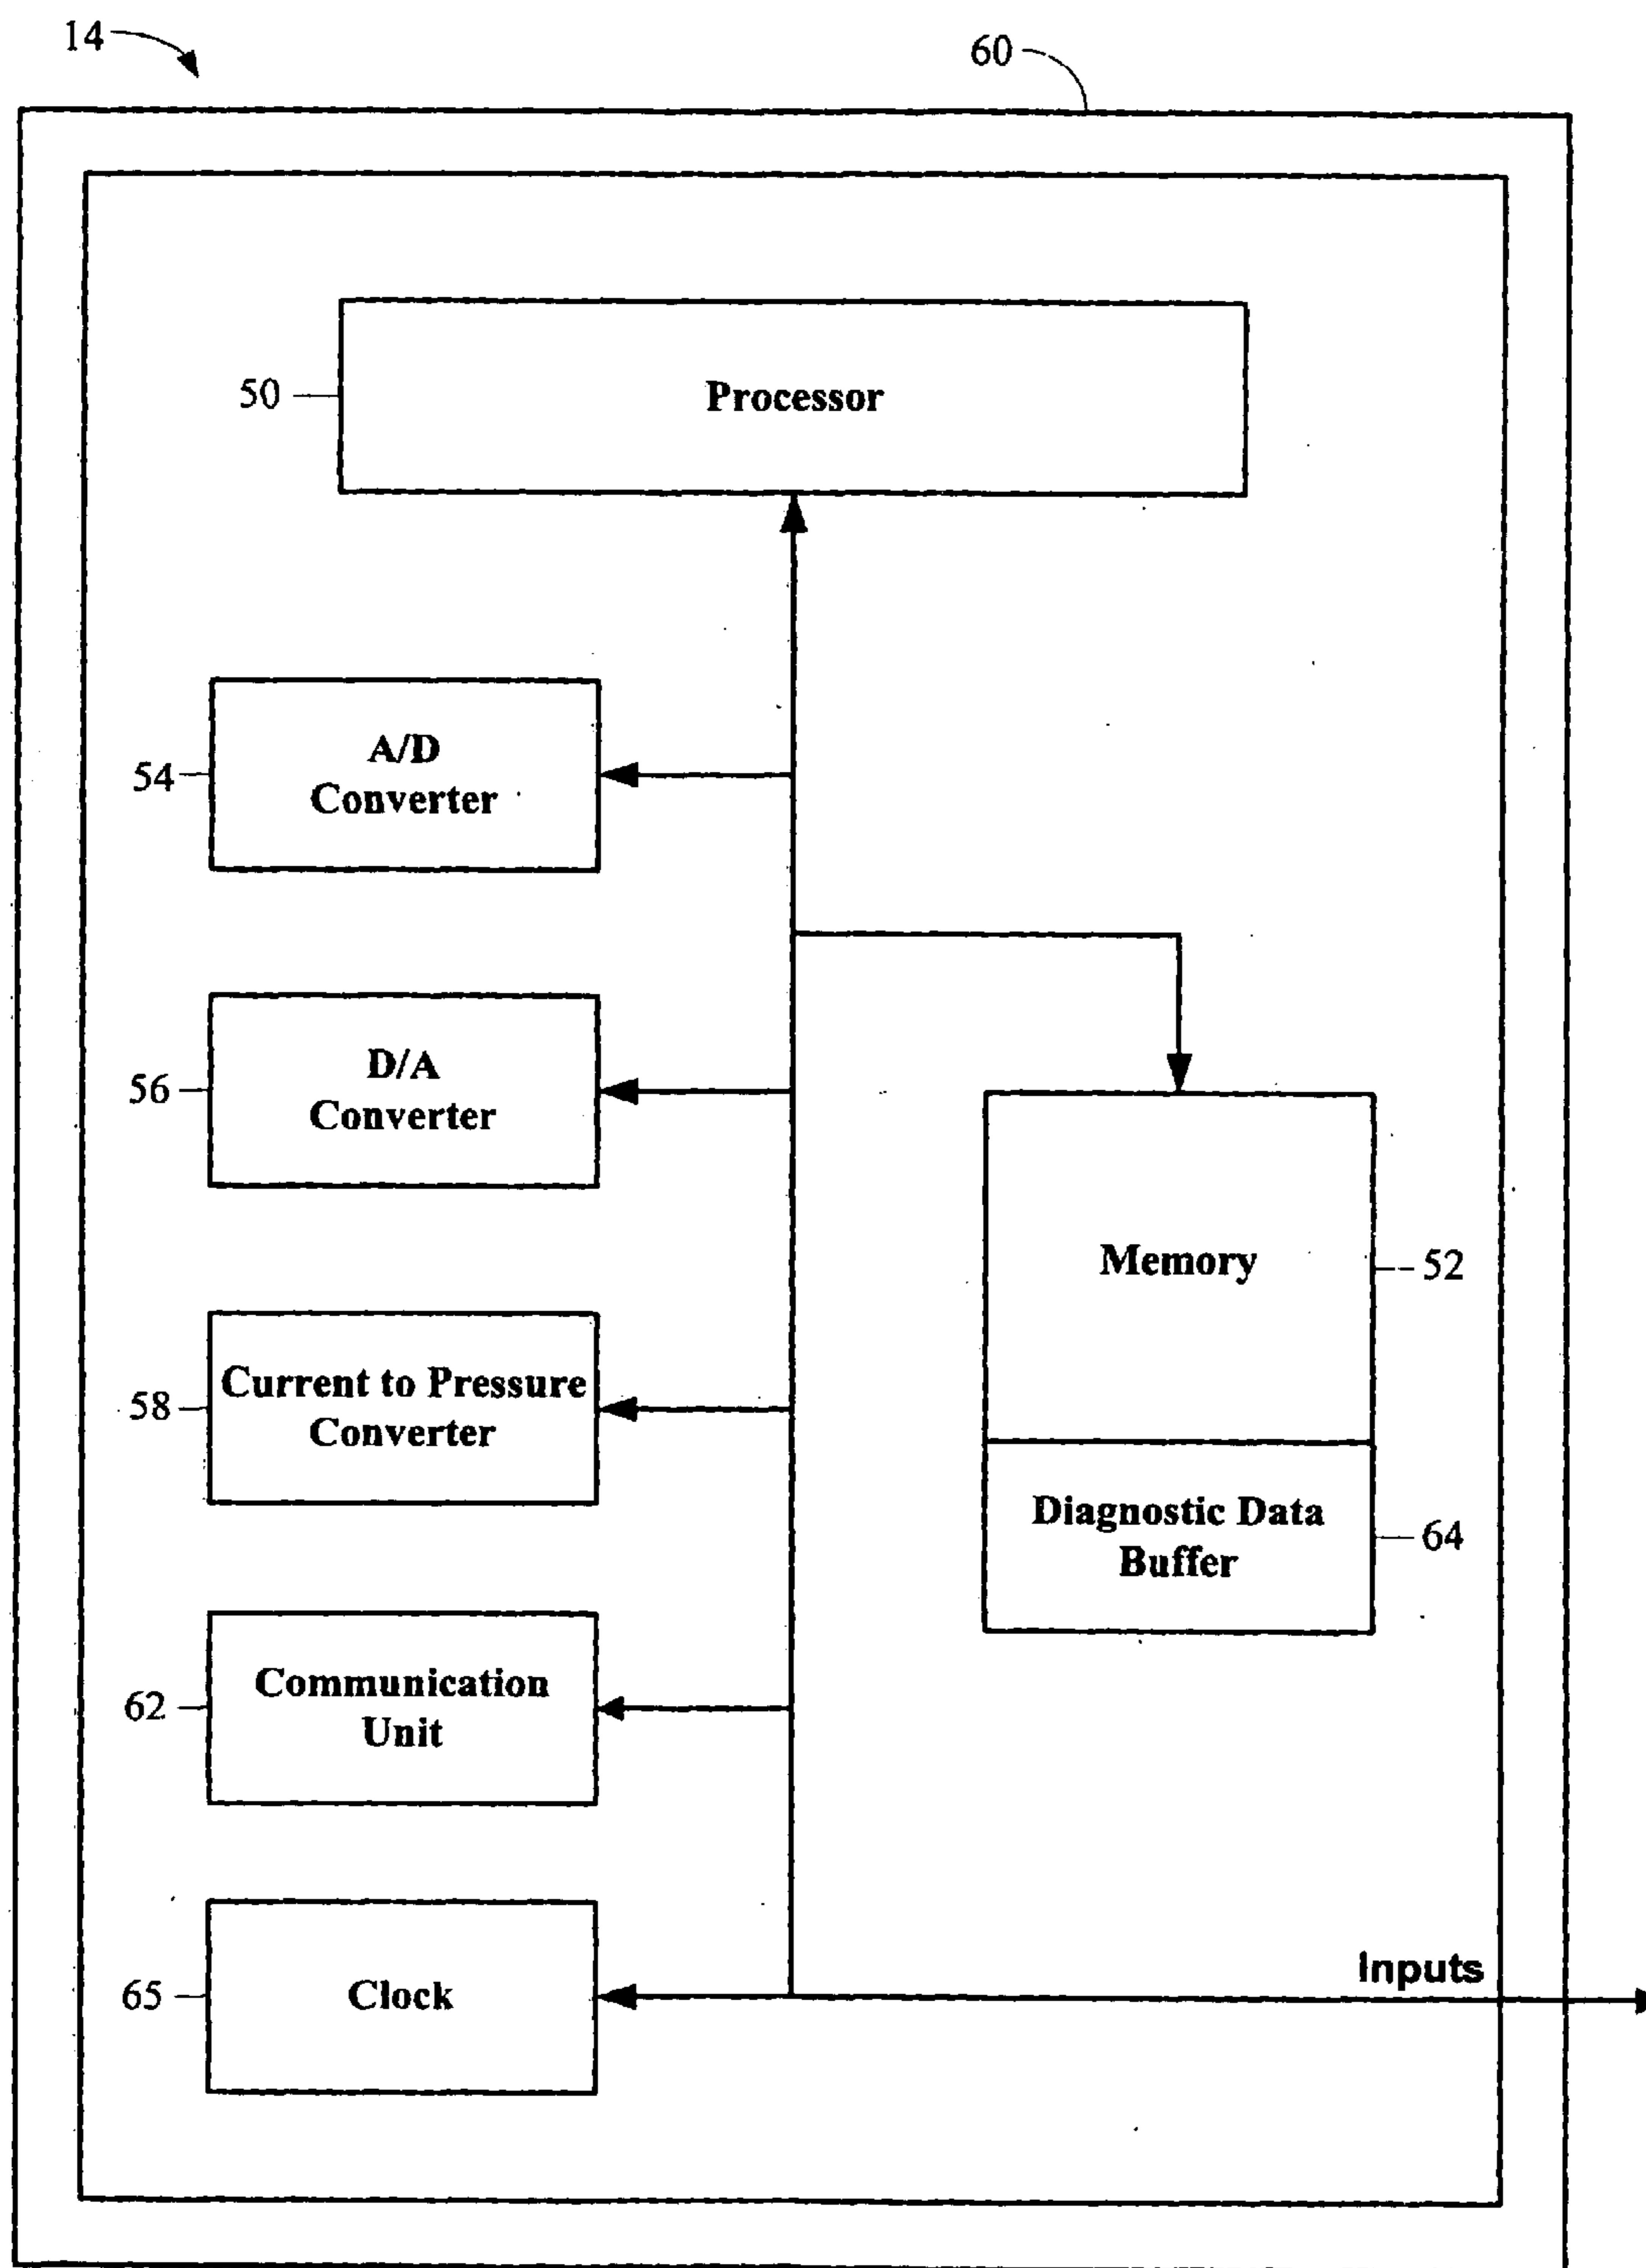 14
60
50
Processor
54
A/D
Converter
56
D/A
Converter
Memory
52
58
Current to Pressure
Converter
Diagnostic Data
Buffer
64
62
Communication
Unit
65
Clock
Inputs